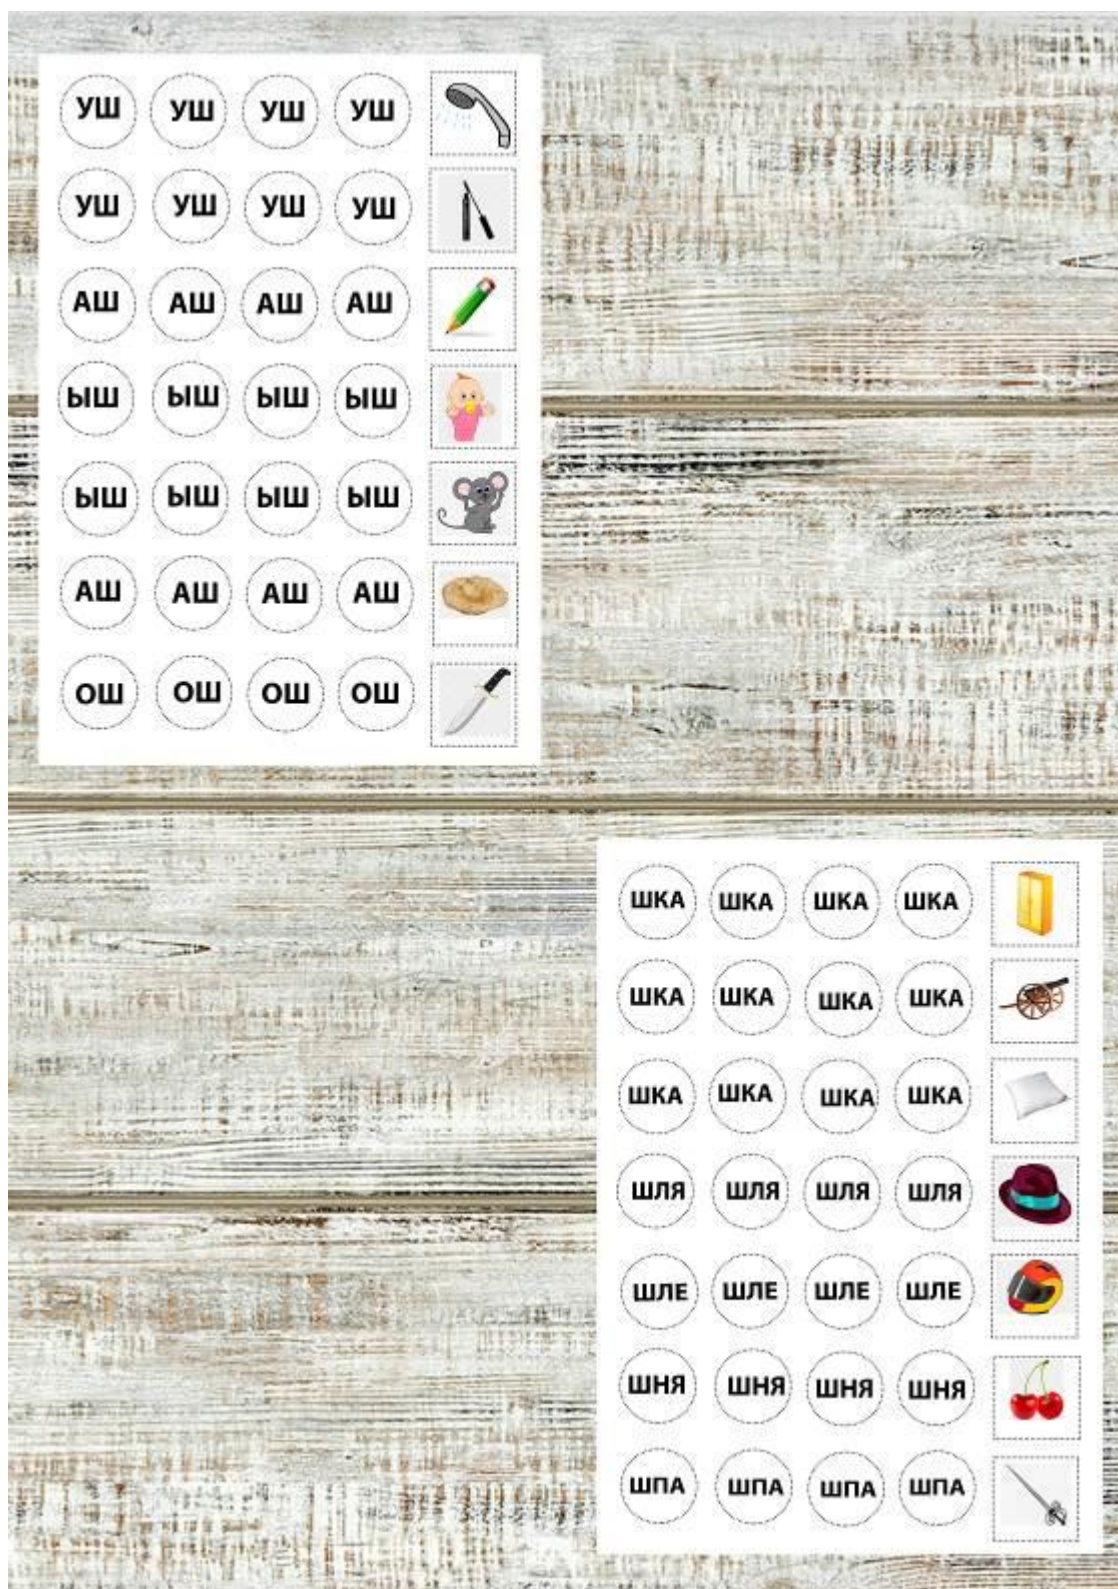 УШ УШ УШ УШ
УШ УШ УШ УШ
АШ АШ АШ АШ
ЫШ ЫШ ЫШ ЫШ
ЫШ ЫШ ЫШ ЫШ
АШ АШ АШ АШ
ОШ ОШ ОШ ОШ
ШКА ШКА ШКА ШКА
ШКА ШКА ШКА ШКА
ШКА ШКА ШКА ШКА
ШЛЯ ШЛЯ ШЛЯ ШЛЯ
ШЛЕ ШЛЕ ШЛЕ ШЛЕ
ШНЯ ШНЯ ШНЯ ШНЯ
ШПА ШПА ШПА ШПА